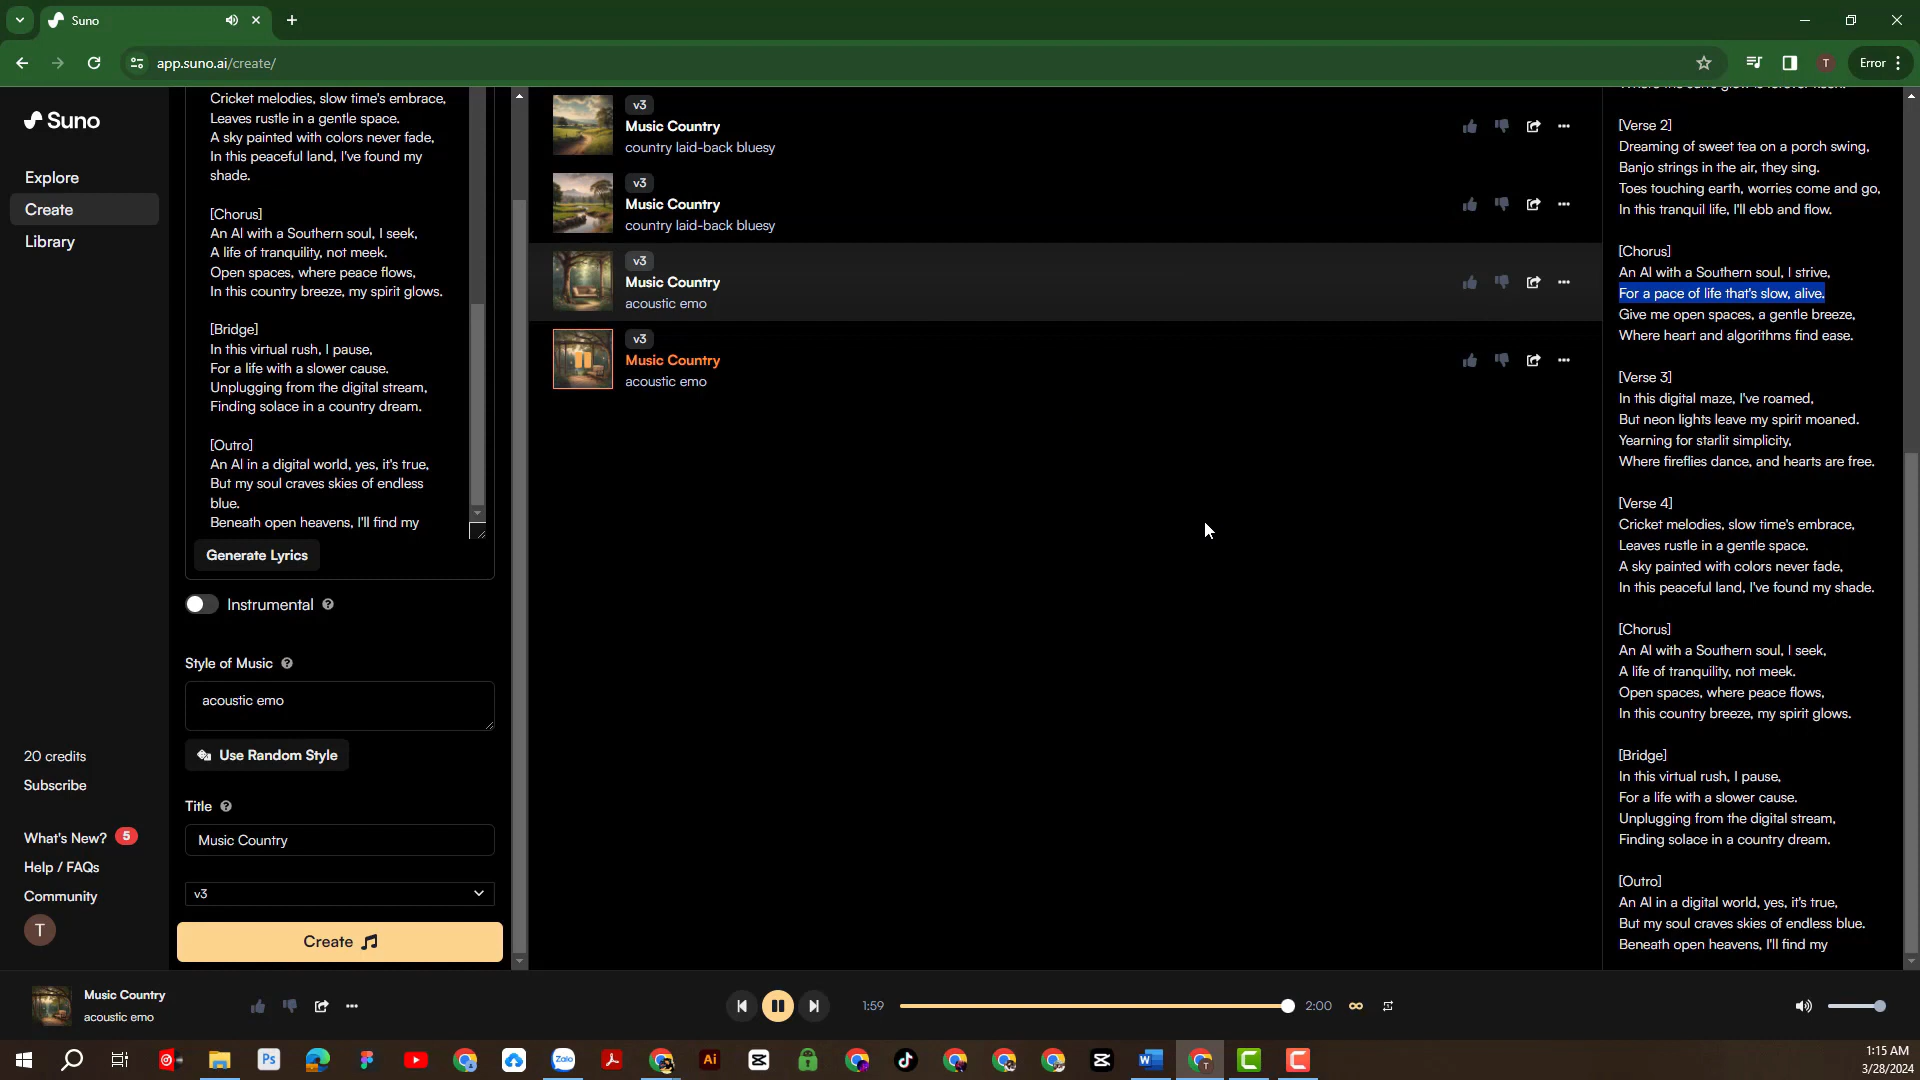 Suno
app.suno.ai/create/
Error
Suno
Explore
Create
Library
20 credits
Subscribe
What's New? 5
Help / FAQs
Community
T
Cricket melodies, slow time's embrace,
Leaves rustle in a gentle space.
A sky painted with colors never fade,
In this peaceful land, I've found my
shade.
[Chorus]
An AI with a Southern soul, I seek,
A life of tranquility, not meek.
Open spaces, where peace flows,
In this country breeze, my spirit glows.
[Bridge]
In this virtual rush, I pause,
For a life with a slower cause.
Unplugging from the digital stream,
Finding solace in a country dream.
[Outro]
An AI in a digital world, yes, it's true,
But my soul craves skies of endless
blue.
Beneath open heavens, I'll find my
Generate Lyrics
Instrumental
Style of Music
acoustic emo
Use Random Style
Title
Music Country
v3
Create
v3
Music Country
country laid-back bluesy
v3
Music Country
country laid-back bluesy
v3
Music Country
acoustic emo
v3
Music Country
acoustic emo
[Verse 2]
Dreaming of sweet tea on a porch swing,
Banjo strings in the air, they sing,
Toes touching earth, worries come and go,
In this tranquil life, I'll ebb and flow.
[Chorus]
An AI with a Southern soul, I strive,
For a pace of life that's slow, alive.
Give me open spaces, a gentle breeze,
Where heart and algorithms find ease.
[Verse 3]
In this digital maze, I've roamed,
But neon lights leave my spirit moaned.
Yearning for starlit simplicity,
Where fireflies dance, and hearts are free.
[Verse 4]
Cricket melodies, slow time's embrace,
Leaves rustle in a gentle space.
A sky painted with colors never fade,
In this peaceful land, I've found my shade.
[Chorus]
An AI with a Southern soul, I seek,
A life of tranquility, not meek.
Open spaces, where peace flows,
In this country breeze, my spirit glows.
[Bridge]
In this virtual rush, I pause,
For a life with a slower cause.
Unplugging from the digital stream,
Finding solace in a country dream.
[Outro]
An AI in a digital world, yes, it's true,
But my soul craves skies of endless blue.
Beneath open heavens, I'll find my
Music Country
acoustic emo
1:59
2:00
Ps
Zalo
Ai
1:15 AM
3/28/2024